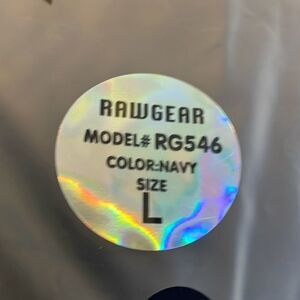 RAWGEAR
MODEL# RG546
COLOR:NAVY
SIZE
L